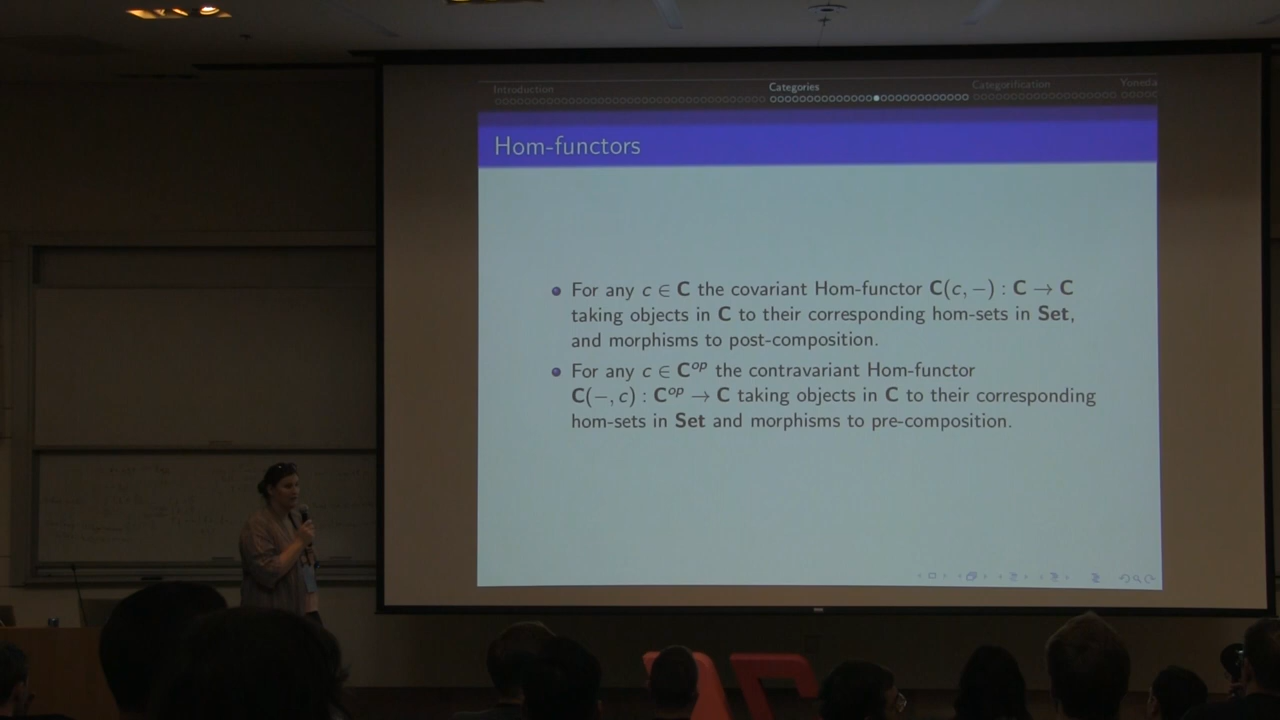 Introduction Categories Categorification Yoneda
Hom-functors
For any c ∈ C the covariant Hom-functor C(c, −) : C → C
taking objects in C to their corresponding hom-sets in Set,
and morphisms to post-composition.
For any c ∈ C^op the contravariant Hom-functor
C(−, c) : C^op → C taking objects in C to their corresponding
hom-sets in Set and morphisms to pre-composition.